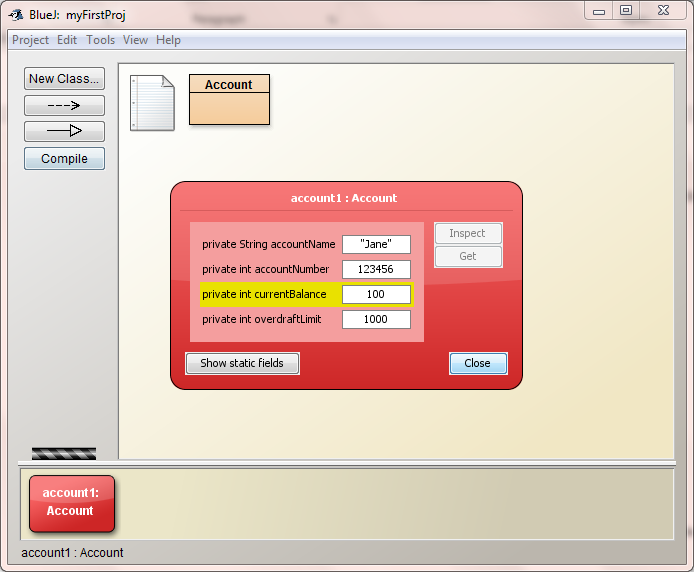 BlueJ:  myFirstProj
Project Edit Tools View Help
New Class...
Compile
Account
account1 : Account
private String accountName "Jane"
private int accountNumber 123456
private int currentBalance 100
private int overdraftLimit 1000
Inspect
Get
Show static fields
Close
account1:
Account
account1 : Account